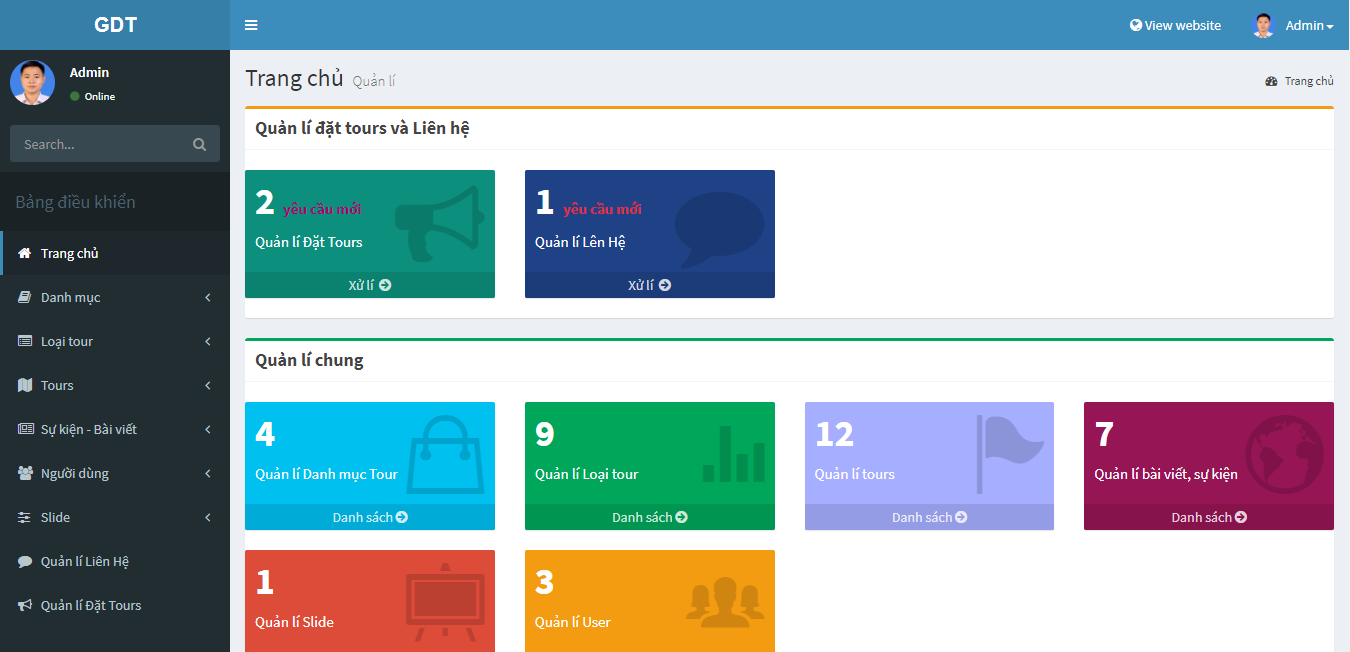 GDT
View website
Admin
Admin
Online
Search...
Bảng điều khiển
Trang chủ
Danh mục
Loại tour
Tours
Sự kiện - Bài viết
Người dùng
Slide
Quản lí Liên Hệ
Quản lí Đặt Tours
Trang chủ Quản lí
Trang chủ
Quản lí đặt tours và Liên hệ
2 yêu cầu mới
Quản lí Đặt Tours
Xử lí
1 yêu cầu mới
Quản lí Lên Hệ
Xử lí
Quản lí chung
4
Quản lí Danh mục Tour
Danh sách
9
Quản lí Loại tour
Danh sách
12
Quản lí tours
Danh sách
7
Quản lí bài viết, sự kiện
Danh sách
1
Quản lí Slide
3
Quản lí User